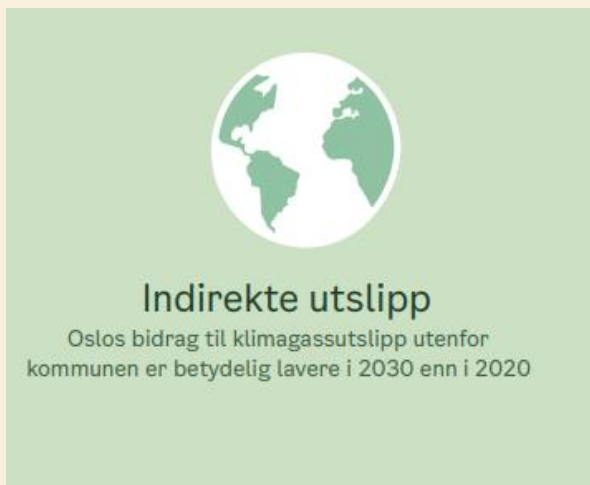 Indirekte utslipp
Oslos bidrag til klimagassutslipp utenfor
kommunen er betydelig lavere i 2030 enn i 2020